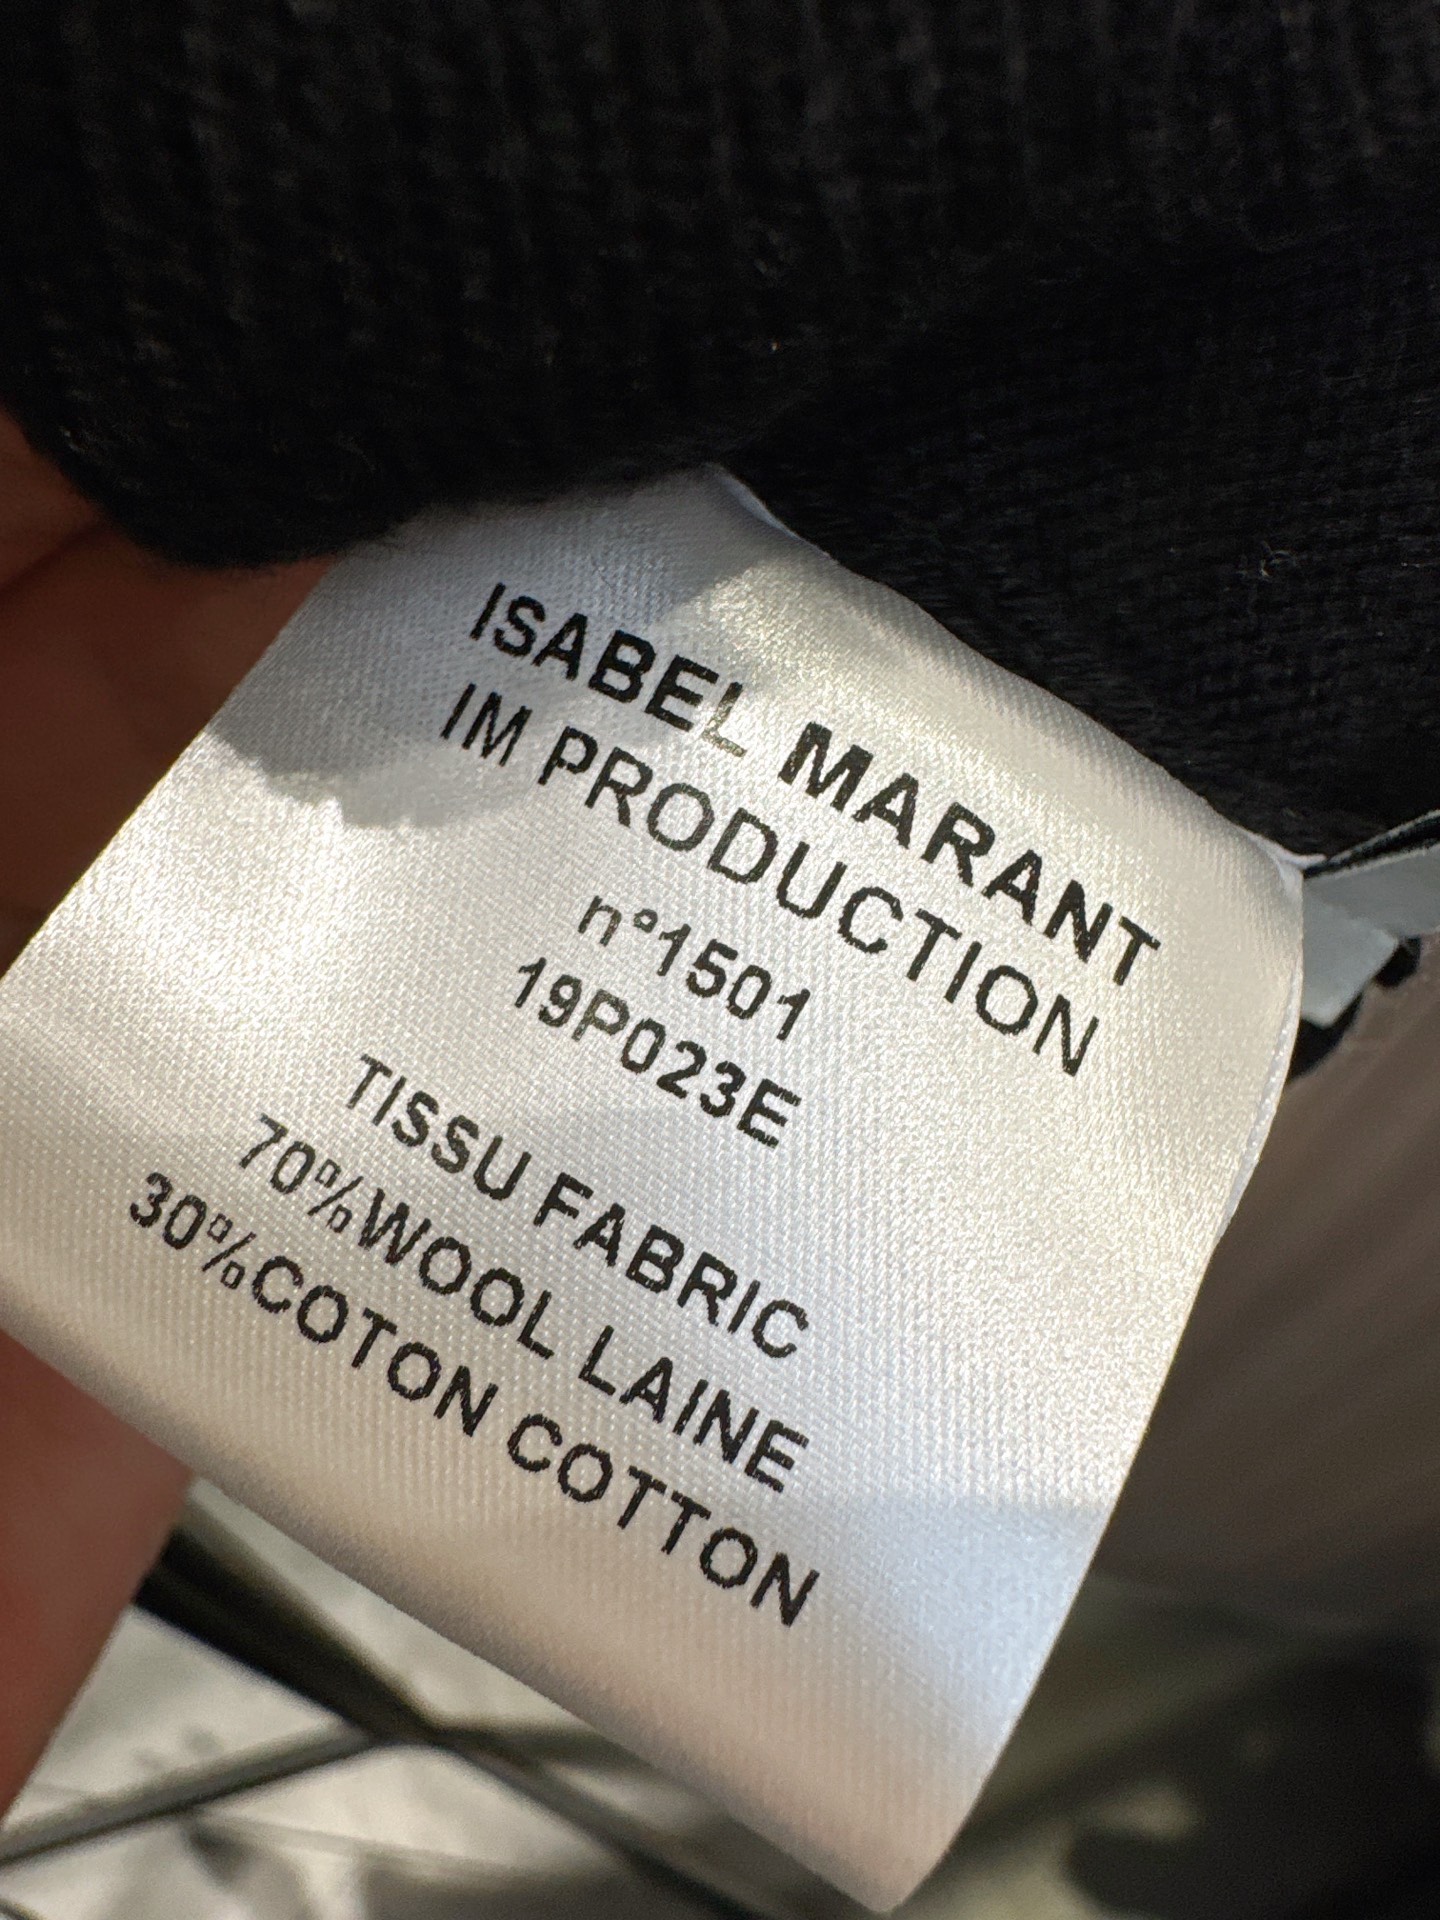 ISABEL MARANT
IM PRODUCTION
n°1501
19P023E
TISSU FABRIC
70%WOOL LAINE
30%COTON COTTON